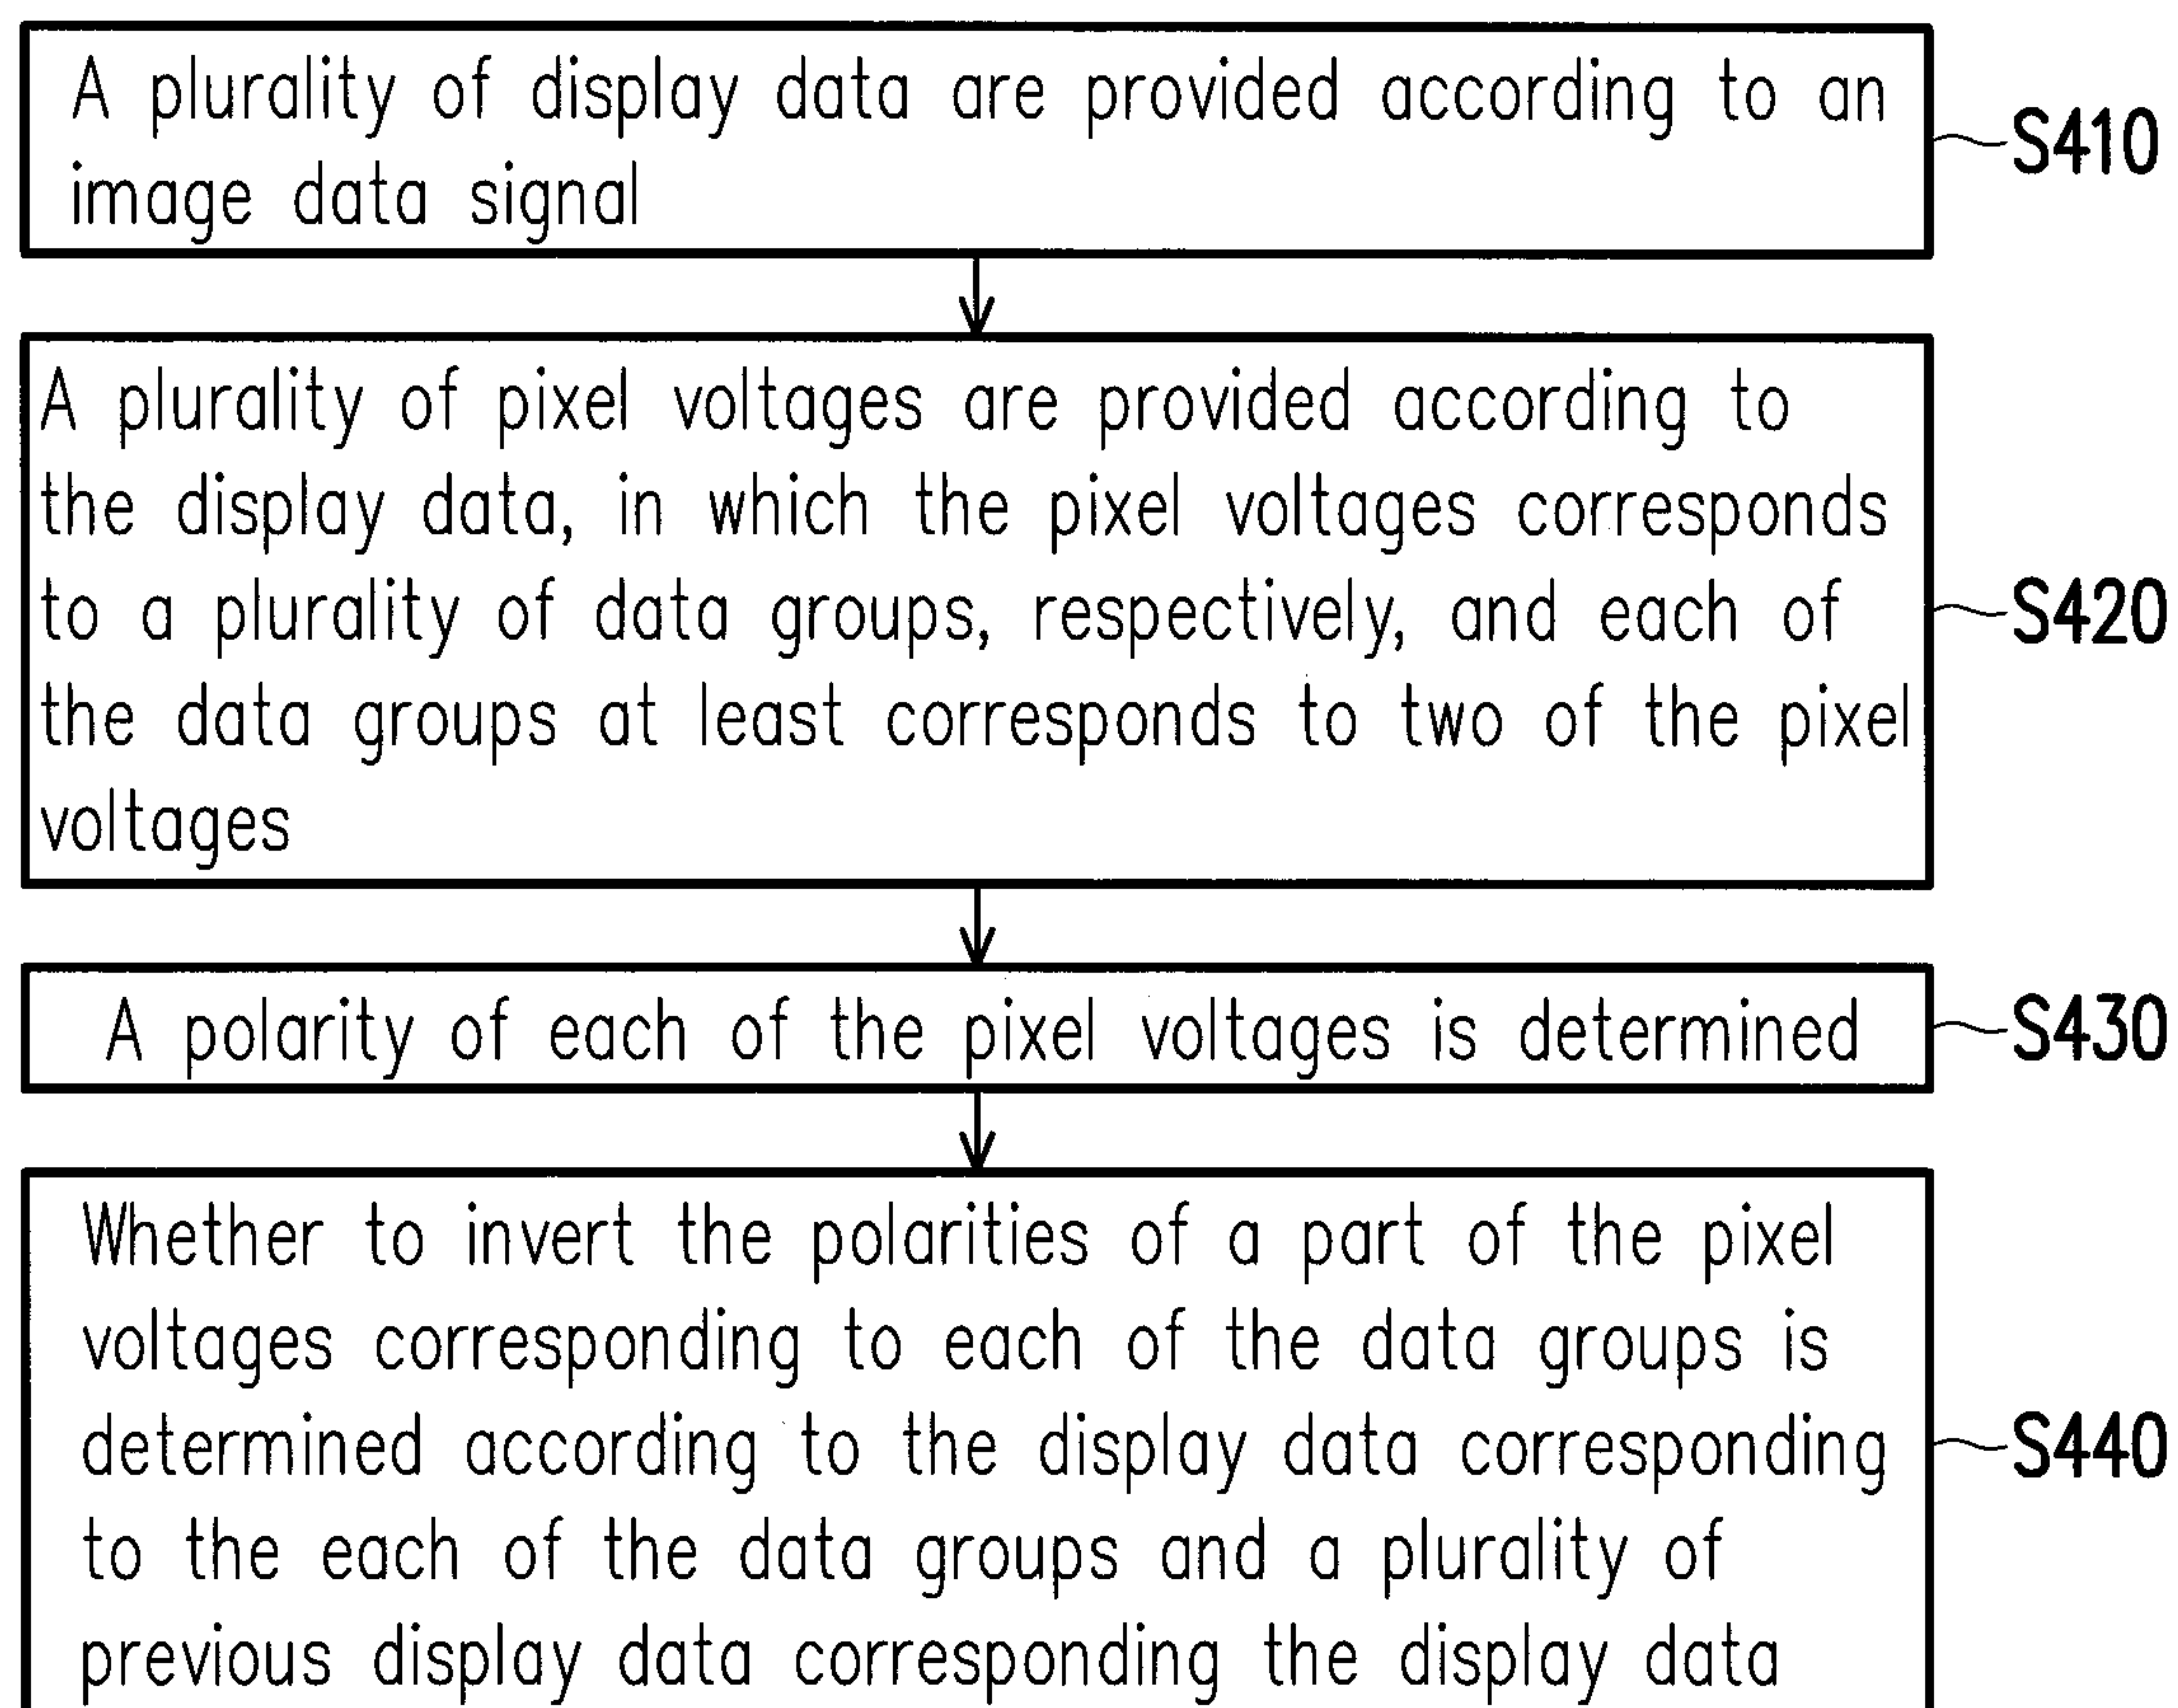 A plurality of display data are provided according to an
image data signal
S410
A plurality of pixel voltages are provided according to
the display data, in which the pixel voltages corresponds
to a plurality of data groups, respectively, and each of
the data groups at least corresponds to two of the pixel
voltages
S420
A polarity of each of the pixel voltages is determined
S430
Whether to invert the polarities of a part of the pixel
voltages corresponding to each of the data groups is
determined according to the display data corresponding
to the each of the data groups and a plurality of
previous display data corresponding the display data
S440